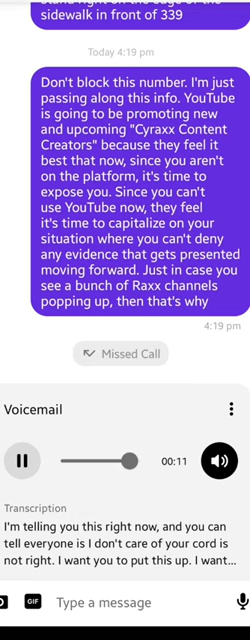 sidewalk in front of 339
Today 4:19 pm
Don't block this number. I'm just
passing along this info. YouTube
is going to be promoting new
and upcoming "Cyraxx Content
Creators" because they feel it
best that now, since you aren't
on the platform, it's time to
expose you. Since you can't
use YouTube now, they feel
it's time to capitalize on your
situation where you can't deny
any evidence that gets presented
moving forward. Just in case you
see a bunch of Raxx channels
popping up, then that's why
4:19 pm
Missed Call
Voicemail
00:11
Transcription
I'm telling you this right now, and you can
tell everyone is I don't care of your cord is
not right. I want you to put this up. I want...
GIF
Type a message